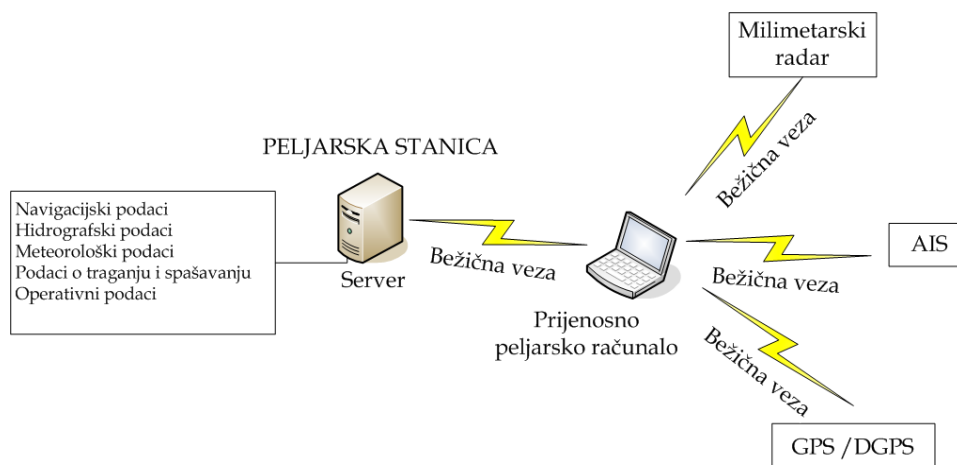 Milimetarski
radar
Bežična veza
PELJARSKA STANICA
Navigacijski podaci
Hidrografski podaci
Meteorološki podaci
Podaci o traganju i spašavanju
Operativni podaci
Server
Bežična veza
AIS
Bežična veza
Prijenosno
peljarsko računalo
Bežična veza
GPS /DGPS